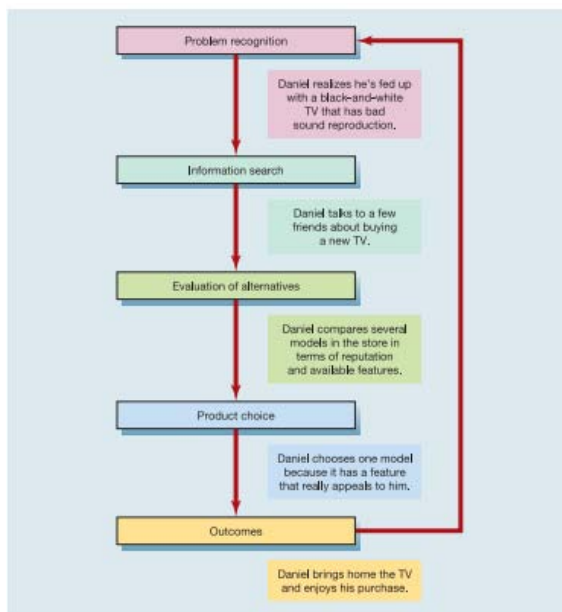 Problem recognition
Daniel realizes he's fed up
with a black-and-white
TV that has bad
sound reproduction.
Information search
Daniel talks to a few
friends about buying
a new TV.
Evaluation of alternatives
Daniel compares several
models in the store in
terms of reputation
and available features.
Product choice
Daniel chooses one model
because it has a feature
that really appeals to him.
Outcomes
Daniel brings home the TV
and enjoys his purchase.